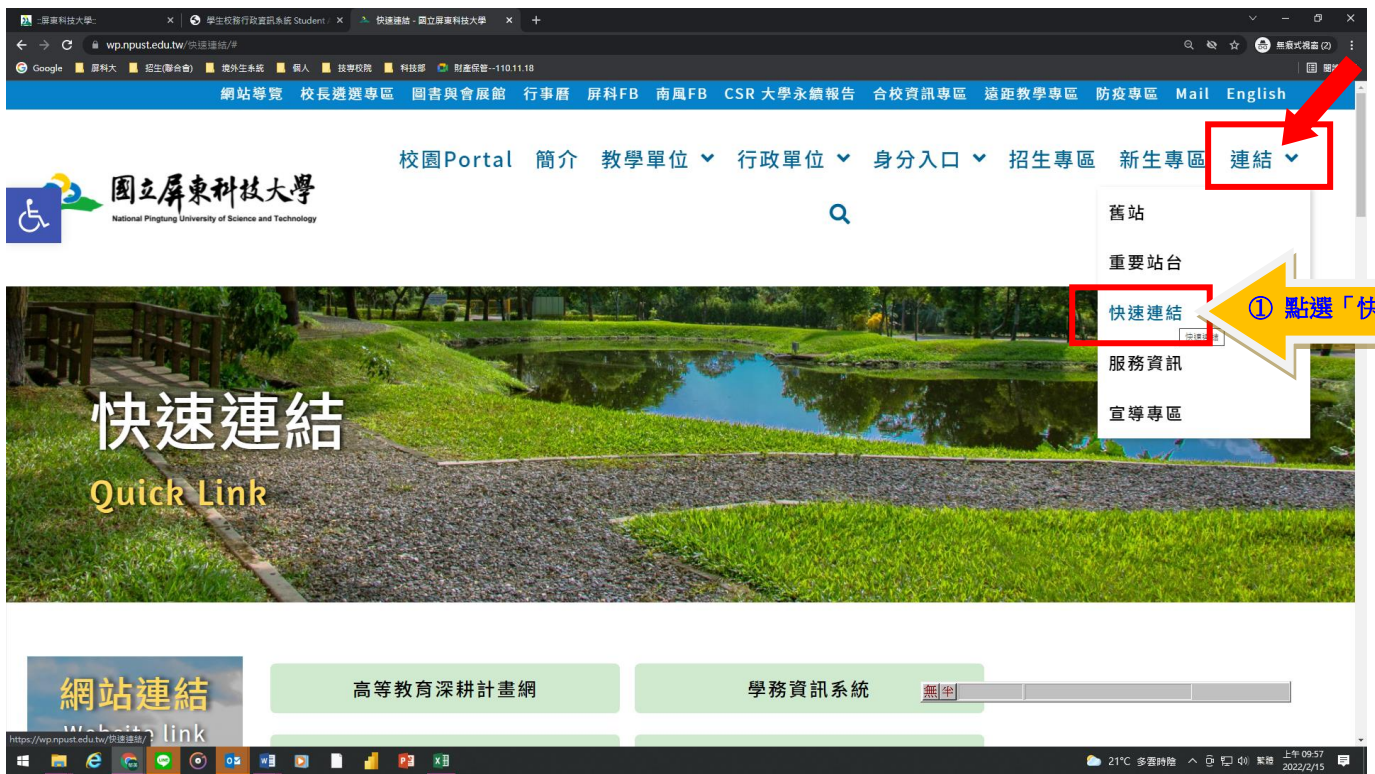 ::屏東科技大學::
學生校務行政資訊系統 Student /
快速連結 - 國立屏東科技大學
wp.npust.edu.tw/快速連結/#
無痕式視窗 (2)
Google 屏科大 招生(聯合會) 境外生系統 個人 技專校院 科技部 財產保管--110.11.18
網站導覽 校長遴選專區 圖書與會展館 行事曆 屏科FB 南風FB CSR 大學永續報告 合校資訊專區 遠距教學專區 防疫專區 Mail English
校園Portal 簡介 教學單位 行政單位 身分入口 招生專區 新生專區 連結
國立屏東科技大學
National Pingtung University of Science and Technology
舊站
重要站台
快速連結
① 點選「快
快速連結
服務資訊
宣導專區
快速連結
Quick Link
網站連結
Website link
高等教育深耕計畫網
學務資訊系統
無 半
https://wp.npust.edu.tw/快速連結/
21°C 多雲時陰
繁體
上午 09:57
2022/2/15